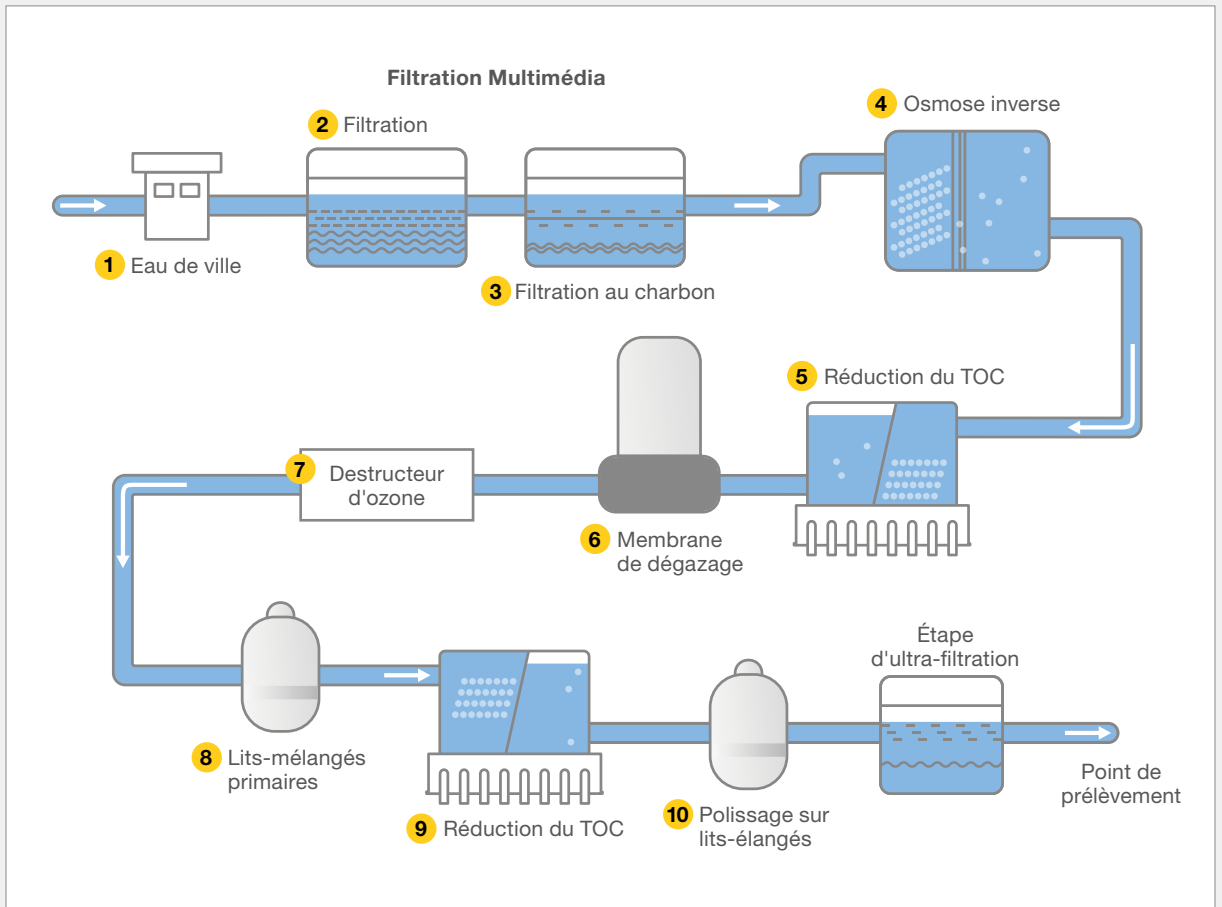 Filtration Multimédia
2 Filtration
4 Osmose inverse
1 Eau de ville
3 Filtration au charbon
5 Réduction du TOC
7 Destructeur
d'ozone
6 Membrane
de dégazage
Étape
d'ultra-filtration
8 Lits-mélangés
primaires
9 Réduction du TOC
10 Polissage sur
lits-élangés
Point de
prélèvement